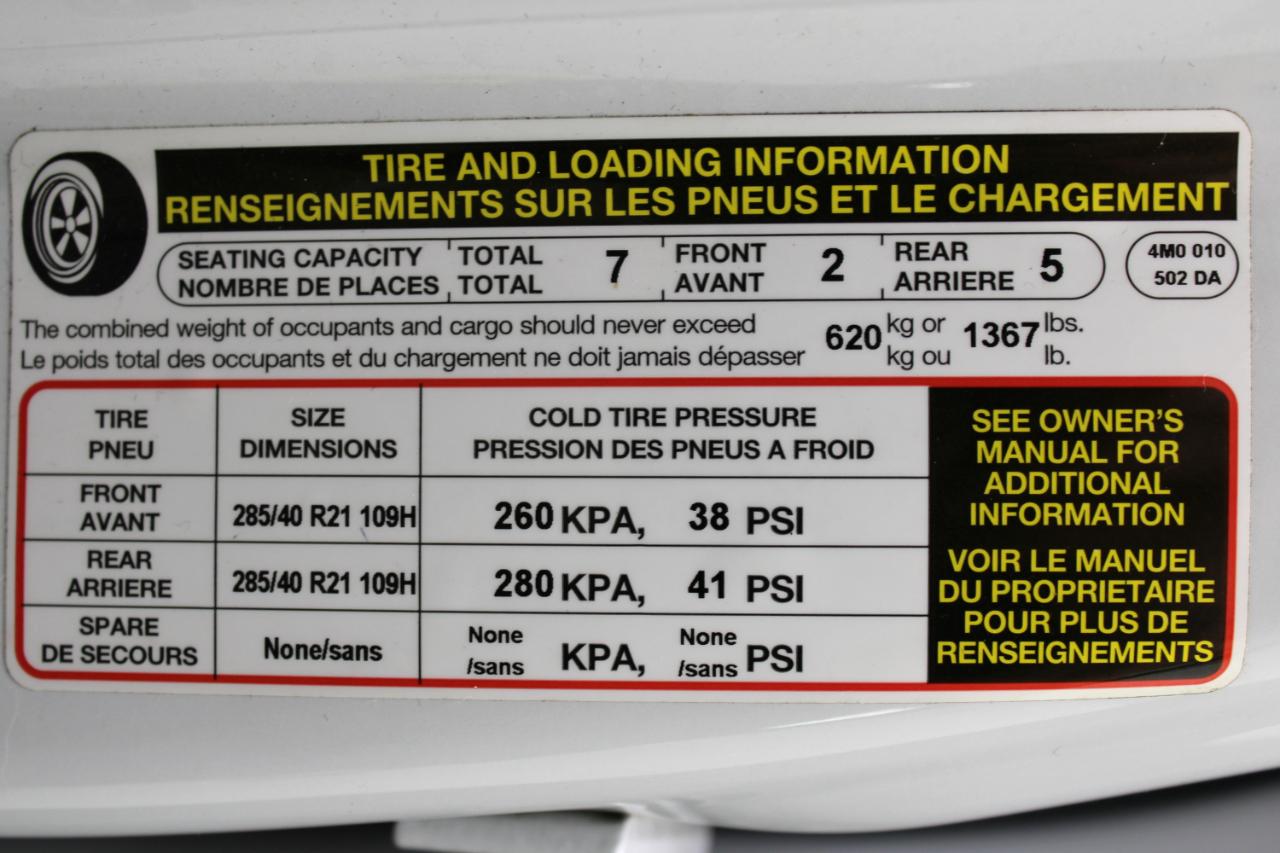 TIRE AND LOADING INFORMATION
RENSEIGNEMENTS SUR LES PNEUS ET LE CHARGEMENT
SEATING CAPACITY TOTAL 7 FRONT 2 REAR 5
NOMBRE DE PLACES TOTAL AVANT ARRIERE
4M0 010
502 DA
The combined weight of occupants and cargo should never exceed 620 kg or 1367 lbs.
Le poids total des occupants et du chargement ne doit jamais dépasser kg ou lb.
TIRE SIZE COLD TIRE PRESSURE
PNEU DIMENSIONS PRESSION DES PNEUS A FROID
FRONT
AVANT 285/40 R21 109H 260 KPA, 38 PSI
REAR
ARRIERE 285/40 R21 109H 280 KPA, 41 PSI
SPARE
DE SECOURS None/sans None /sans KPA, None /sans PSI
SEE OWNER'S
MANUAL FOR
ADDITIONAL
INFORMATION
VOIR LE MANUEL
DU PROPRIETAIRE
POUR PLUS DE
RENSEIGNEMENTS